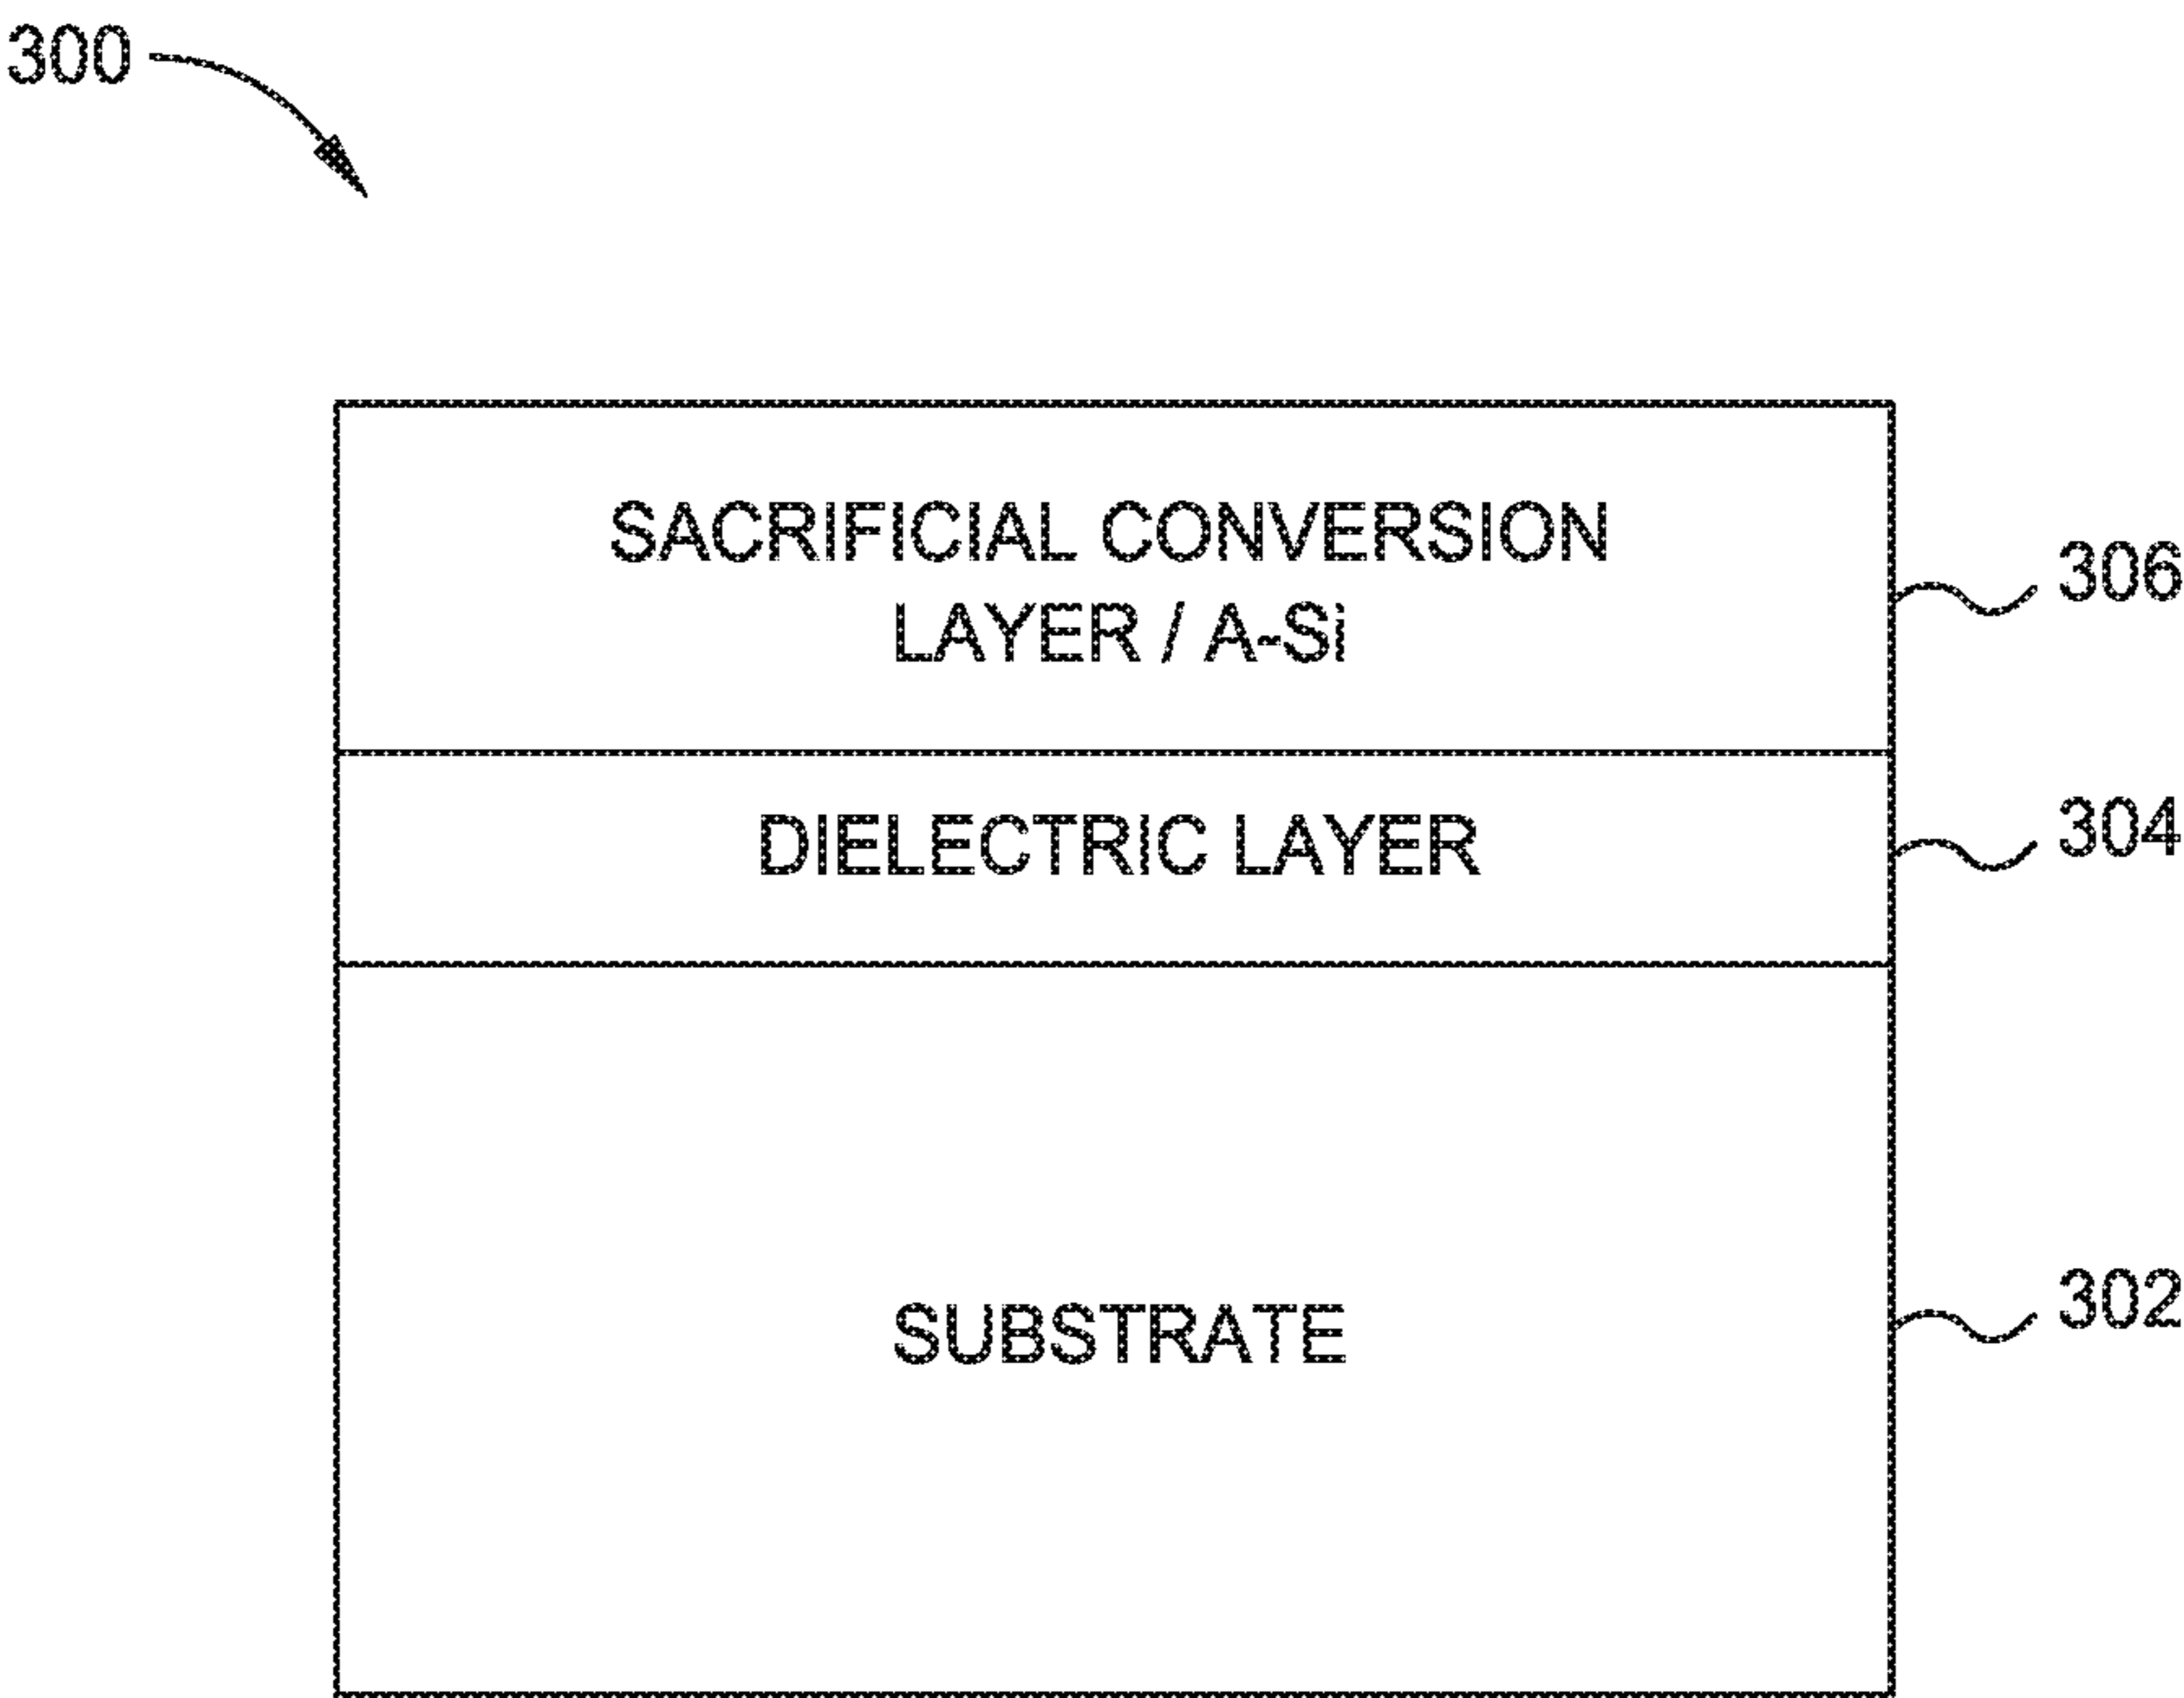 300
SACRIFICIAL CONVERSION
LAYER / A-Si
306
DIELECTRIC LAYER
304
SUBSTRATE
302